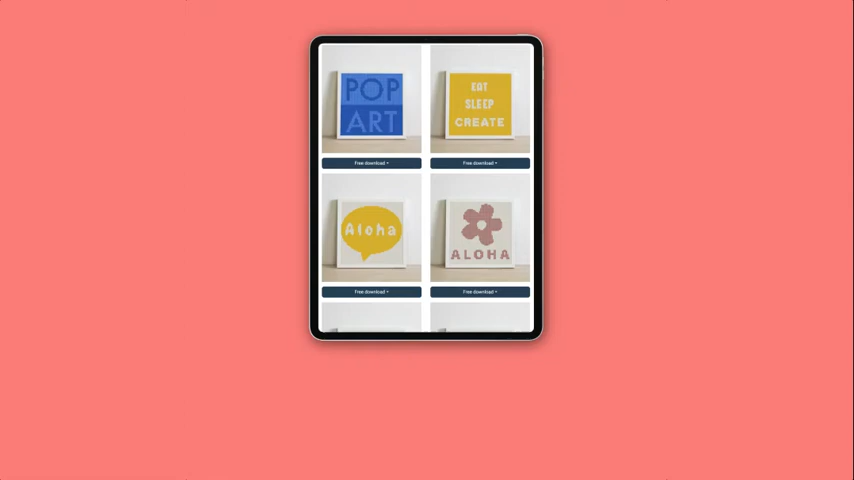 POP
ART
EAT
SLEEP
CREATE
Free download
Free download
Aloha
ALOHA
Free download
Free download